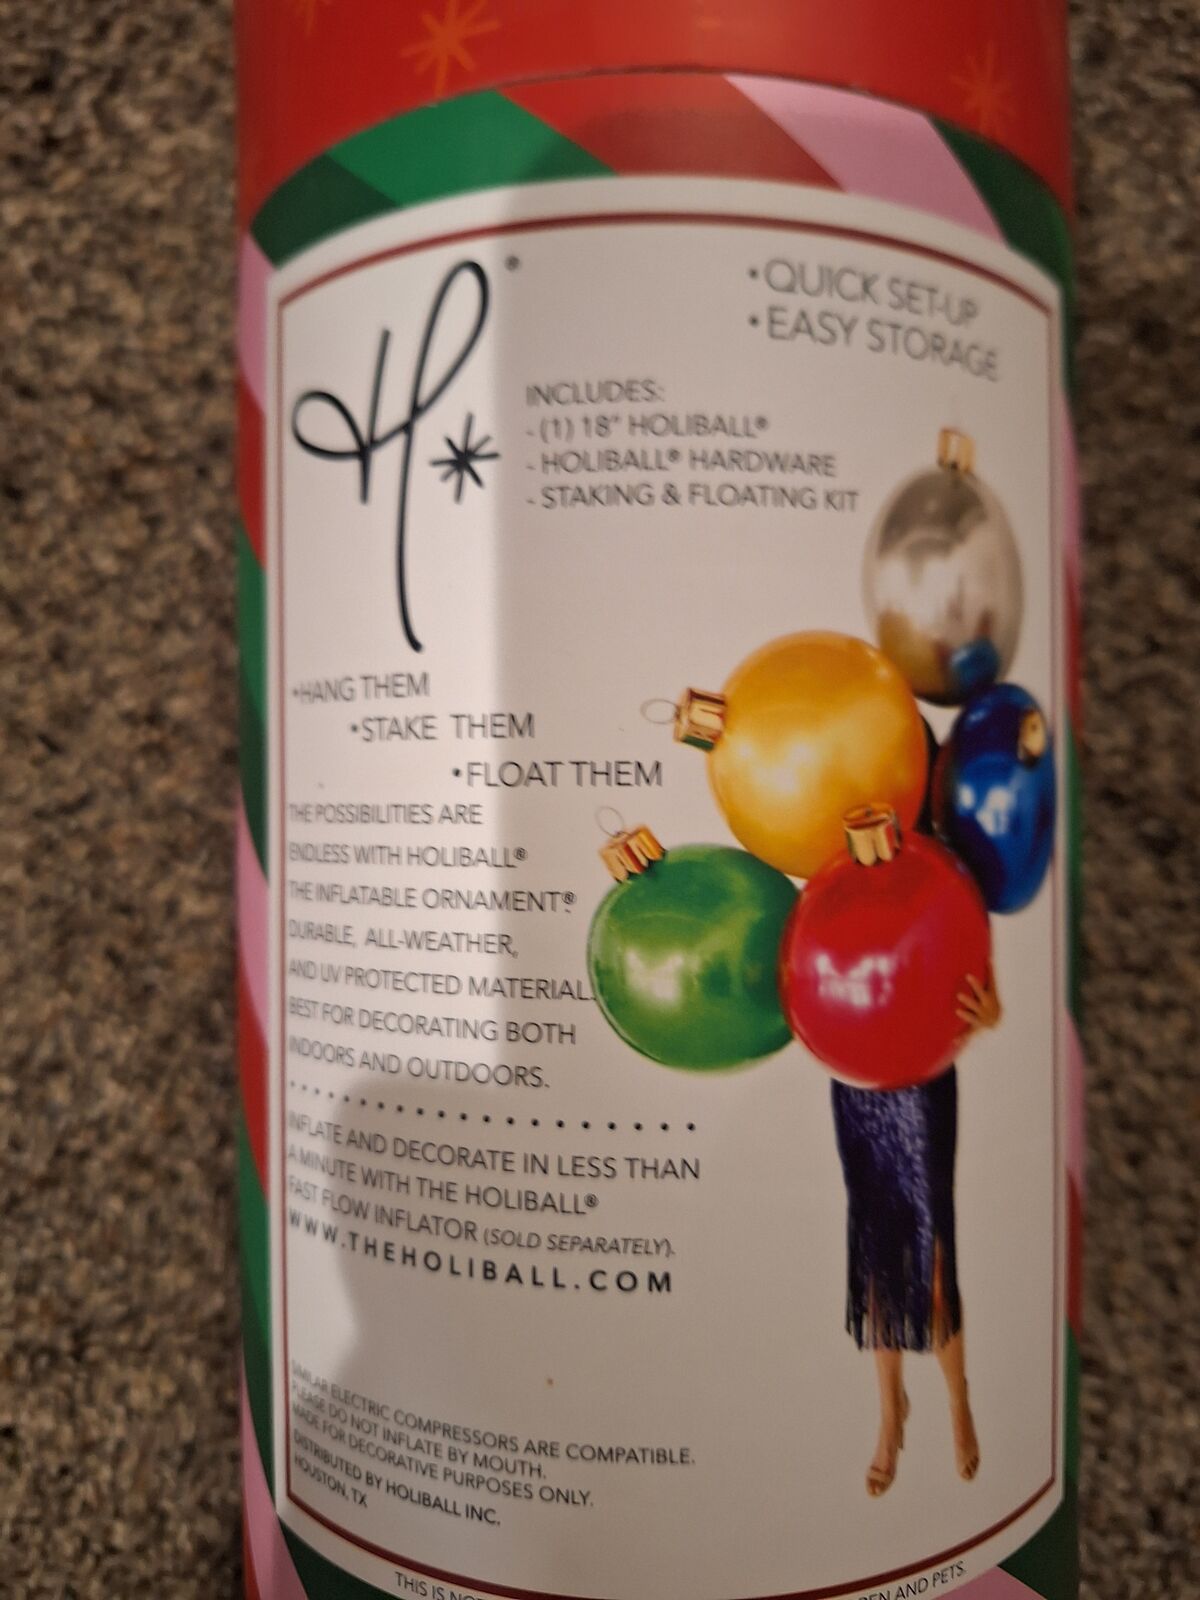 H®
•QUICK SET-UP
•EASY STORAGE
INCLUDES:
- (1) 18" HOLIBALL®
- HOLIBALL® HARDWARE
- STAKING & FLOATING KIT
•HANG THEM
•STAKE THEM
•FLOAT THEM
THE POSSIBILITIES ARE
ENDLESS WITH HOLIBALL®
THE INFLATABLE ORNAMENT®.
DURABLE, ALL-WEATHER,
AND UV PROTECTED MATERIAL.
BEST FOR DECORATING BOTH
INDOORS AND OUTDOORS.
INFLATE AND DECORATE IN LESS THAN
A MINUTE WITH THE HOLIBALL®
FAST FLOW INFLATOR (SOLD SEPARATELY).
WWW.THEHOLIBALL.COM
SIMILAR ELECTRIC COMPRESSORS ARE COMPATIBLE.
PLEASE DO NOT INFLATE BY MOUTH.
MADE FOR DECORATIVE PURPOSES ONLY.
DISTRIBUTED BY HOLIBALL INC.
HOUSTON, TX
THIS IS AND PETS.